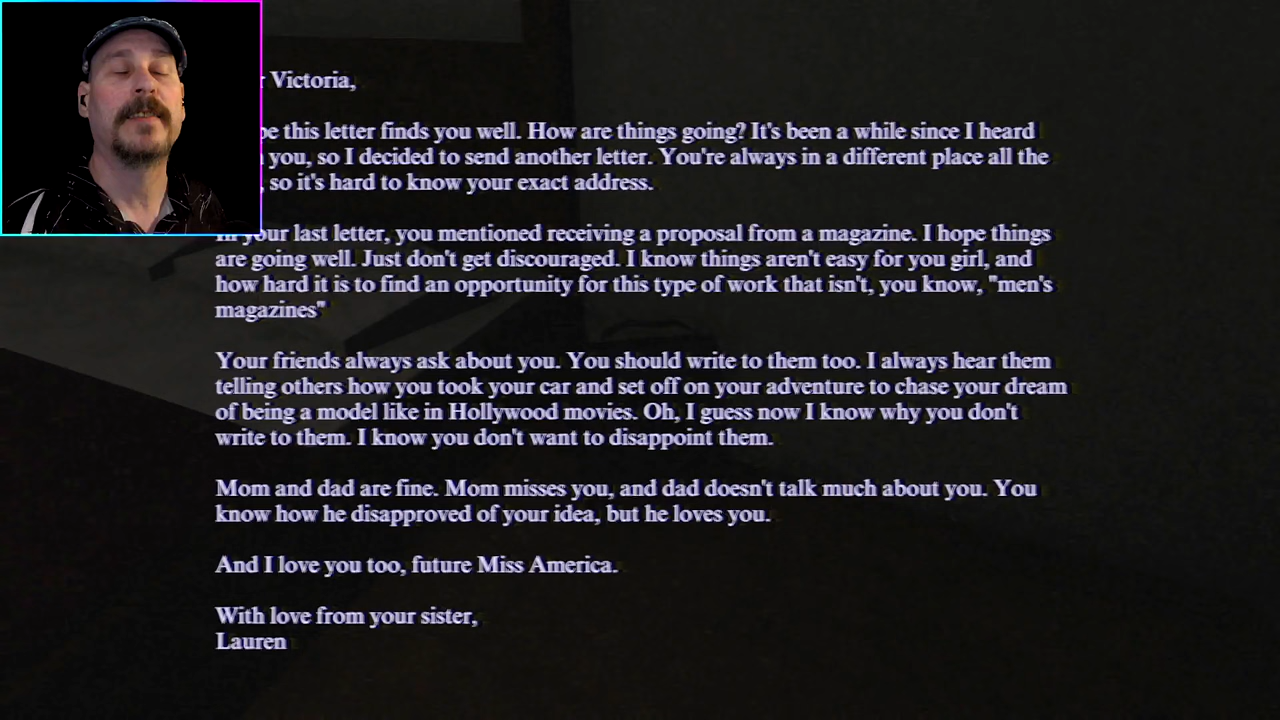 Victoria,
this letter finds you well. How are things going? It's been a while since I heard
you, so I decided to send another letter. You're always in a different place all the
so it's hard to know your exact address.
In your last letter, you mentioned receiving a proposal from a magazine. I hope things
are going well. Just don't get discouraged. I know things aren't easy for you girl, and
how hard it is to find an opportunity for this type of work that isn't, you know, "men's
magazines"
Your friends always ask about you. You should write to them too. I always hear them
telling others how you took your car and set off on your adventure to chase your dream
of being a model like in Hollywood movies. Oh, I guess now I know why you don't
write to them. I know you don't want to disappoint them.
Mom and dad are fine. Mom misses you, and dad doesn't talk much about you. You
know how he disapproved of your idea, but he loves you.
And I love you too, future Miss America.
With love from your sister,
Lauren